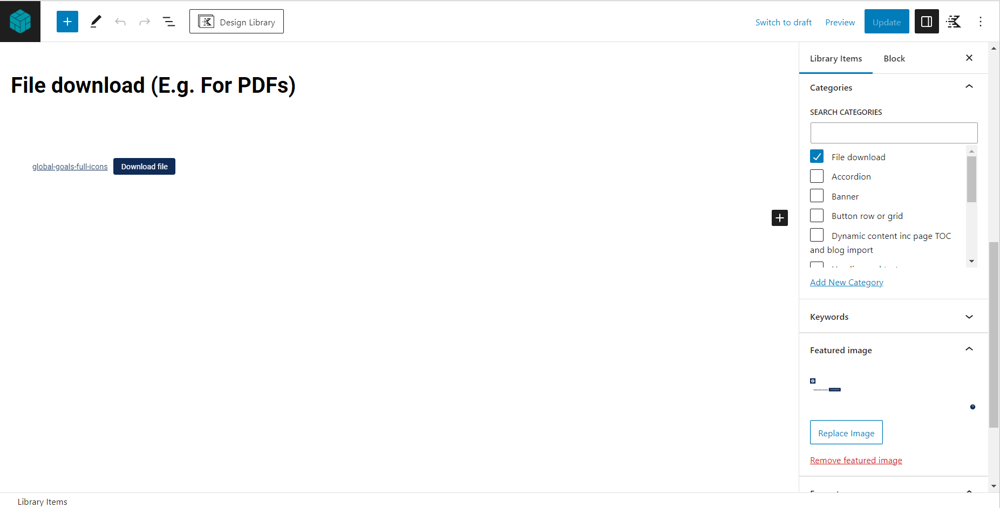 Design Library
Switch to draft
Preview
Update
File download (E.g. For PDFs)
global-goals-full-icons
Download file
Library Items
Block
Categories
SEARCH CATEGORIES
File download
Accordion
Banner
Button row or grid
Dynamic content inc page TOC
and blog import
Add New Category
Keywords
Featured image
Replace Image
Remove featured image
Library Items